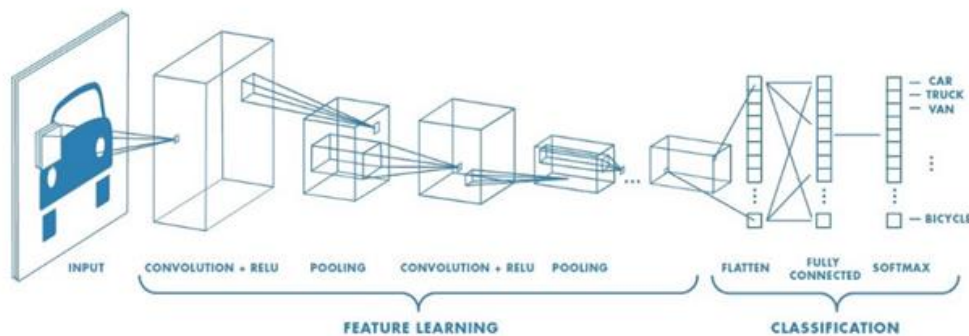 CAR
TRUCK
VAN
BICYCLE
INPUT
CONVOLUTION + RELU
POOLING
CONVOLUTION + RELU
POOLING
FLATTEN
FULLY
CONNECTED
SOFTMAX
FEATURE LEARNING
CLASSIFICATION